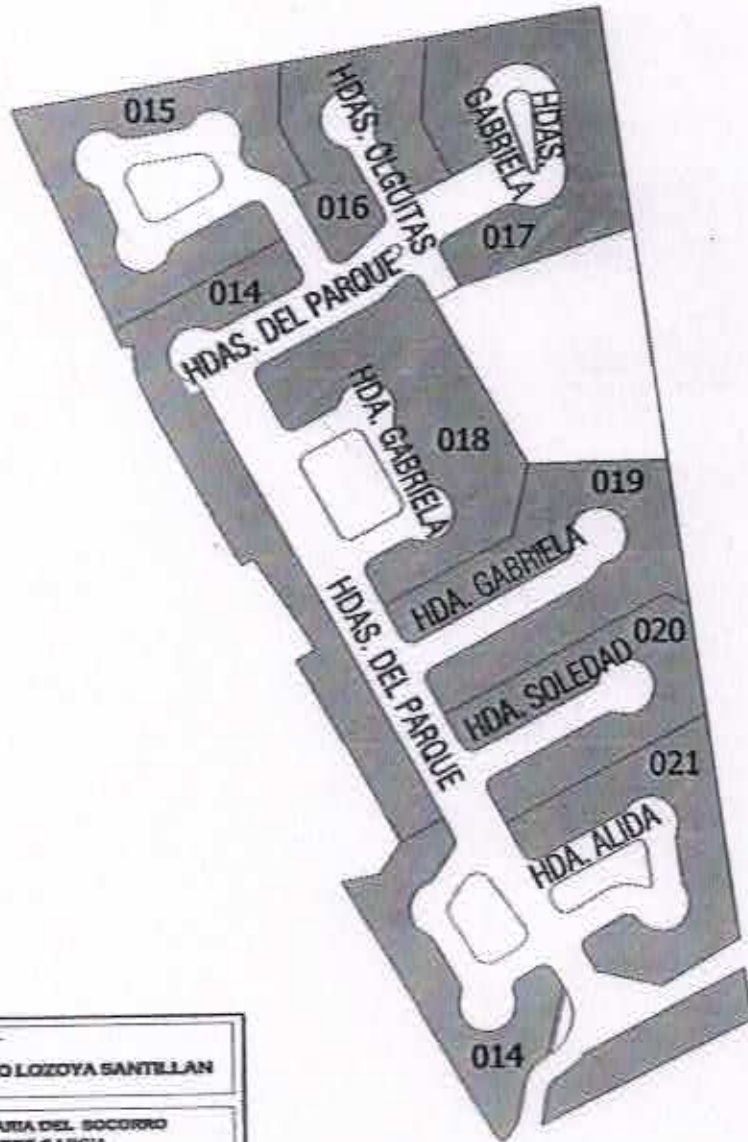 015
HDAS. OLGUITAS
HDAS.
GABRIELA
016
017
014
HDAS. DEL PARQUE
HDA. GABRIELA
018
019
HDA. GABRIELA
HDAS. DEL PARQUE
020
HDA. SOLEDAD
021
HDA. ALIDA
014
O LOZOYA SANTILLAN
ARIA DEL SOCORRO
GARCIA